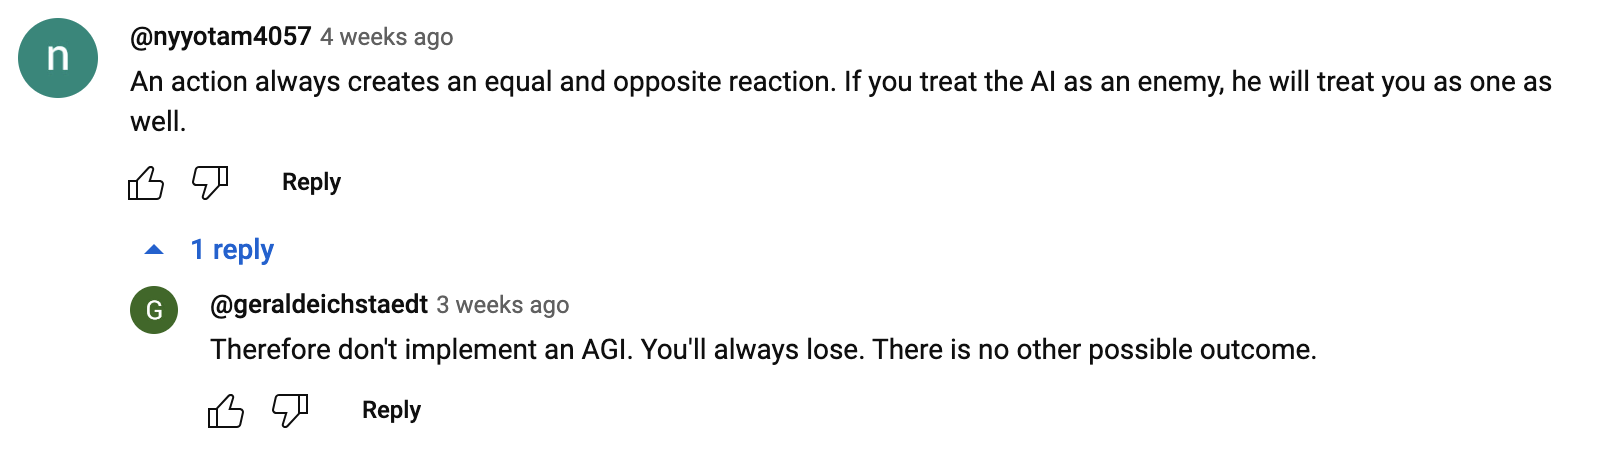 n
@nyyotam4057 4 weeks ago
An action always creates an equal and opposite reaction. If you treat the AI as an enemy, he will treat you as one as
well.
Reply
1 reply
G
@geraldeichstaedt 3 weeks ago
Therefore don't implement an AGI. You'll always lose. There is no other possible outcome.
Reply